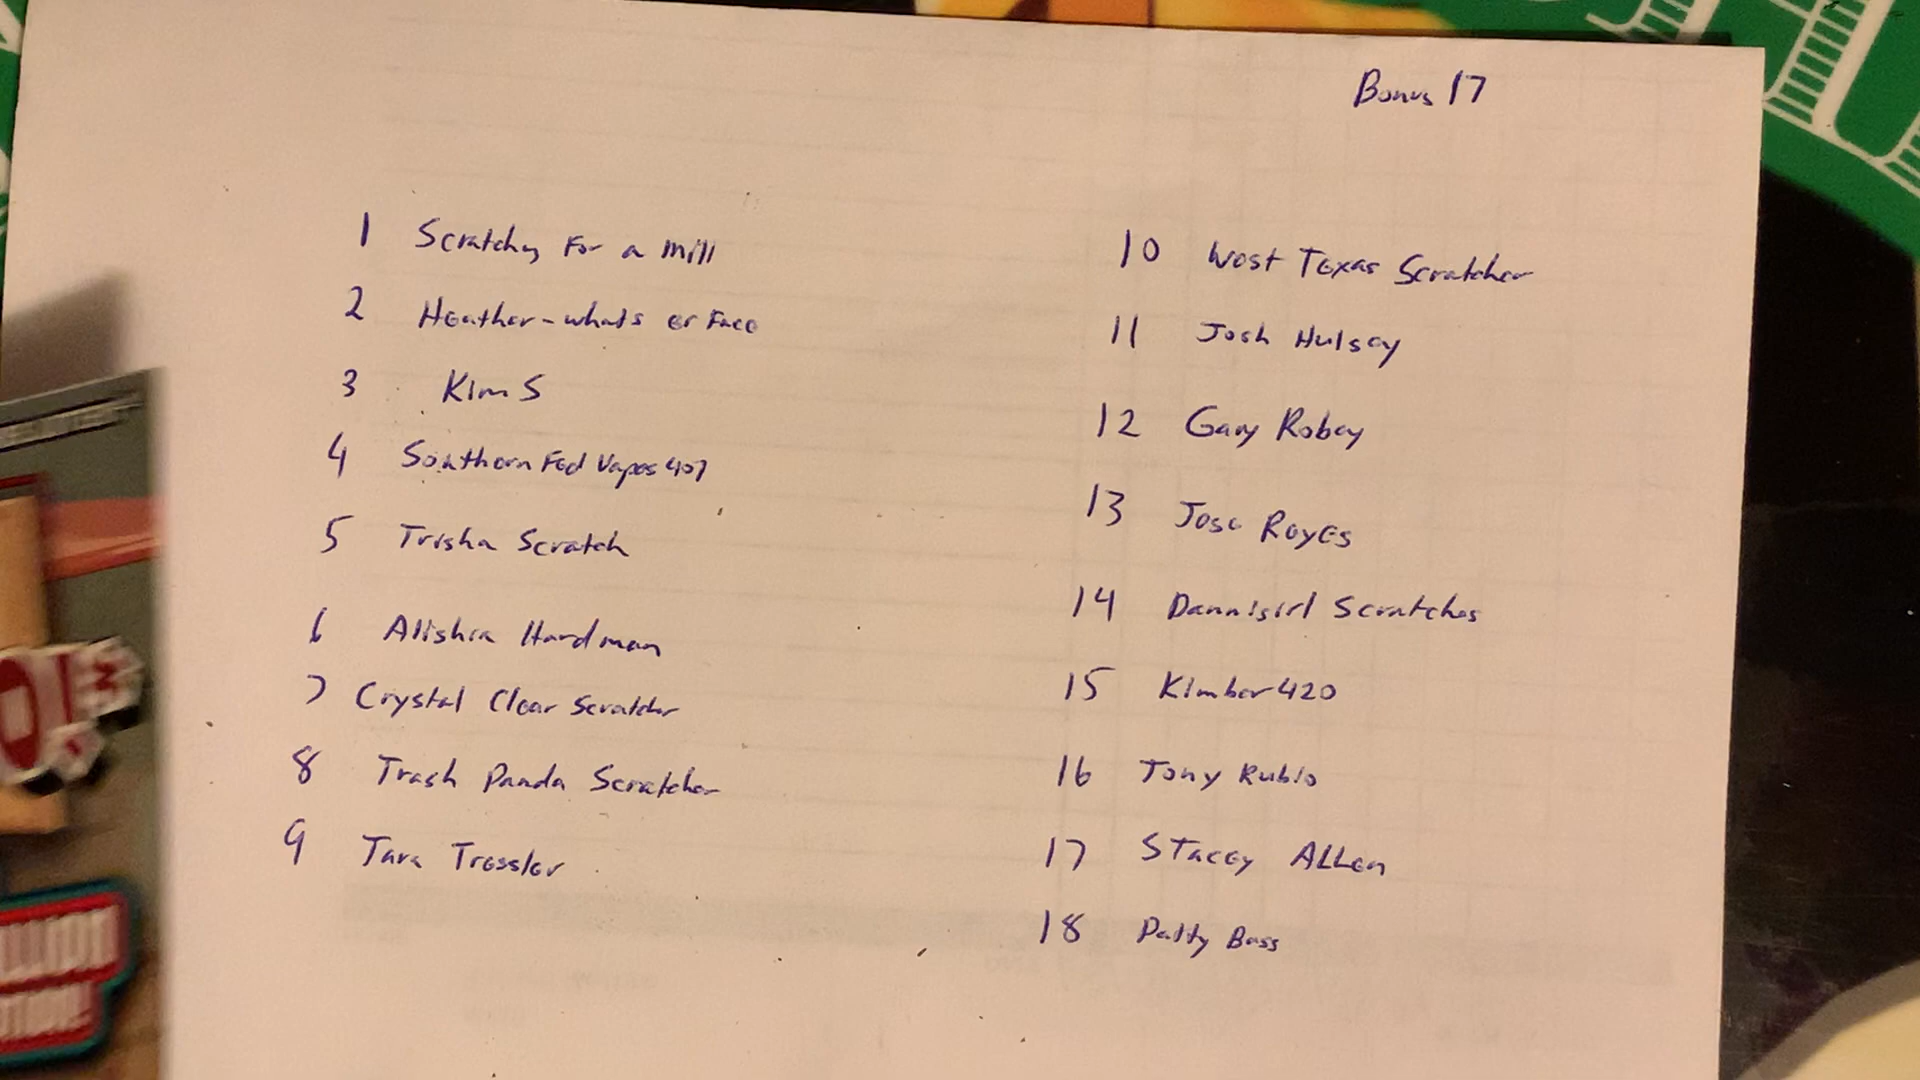 Bonus 17
1 Scratchy For a Mill
2 Heather-whats er Face
3 Kim S
4 Southern Fed Vapes 407
5 Trisha Scratch
6 Alishia Hardman
7 Crystal Clear Scratcher
8 Trash Panda Scratcher
9 Tara Tressler
10 West Texas Scratcher
11 Josh Hulsey
12 Gary Robey
13 Jose Reyes
14 Dannigirl Scratches
15 Kimber420
16 Tony Rubio
17 Stacey Allen
18 Patty Bass